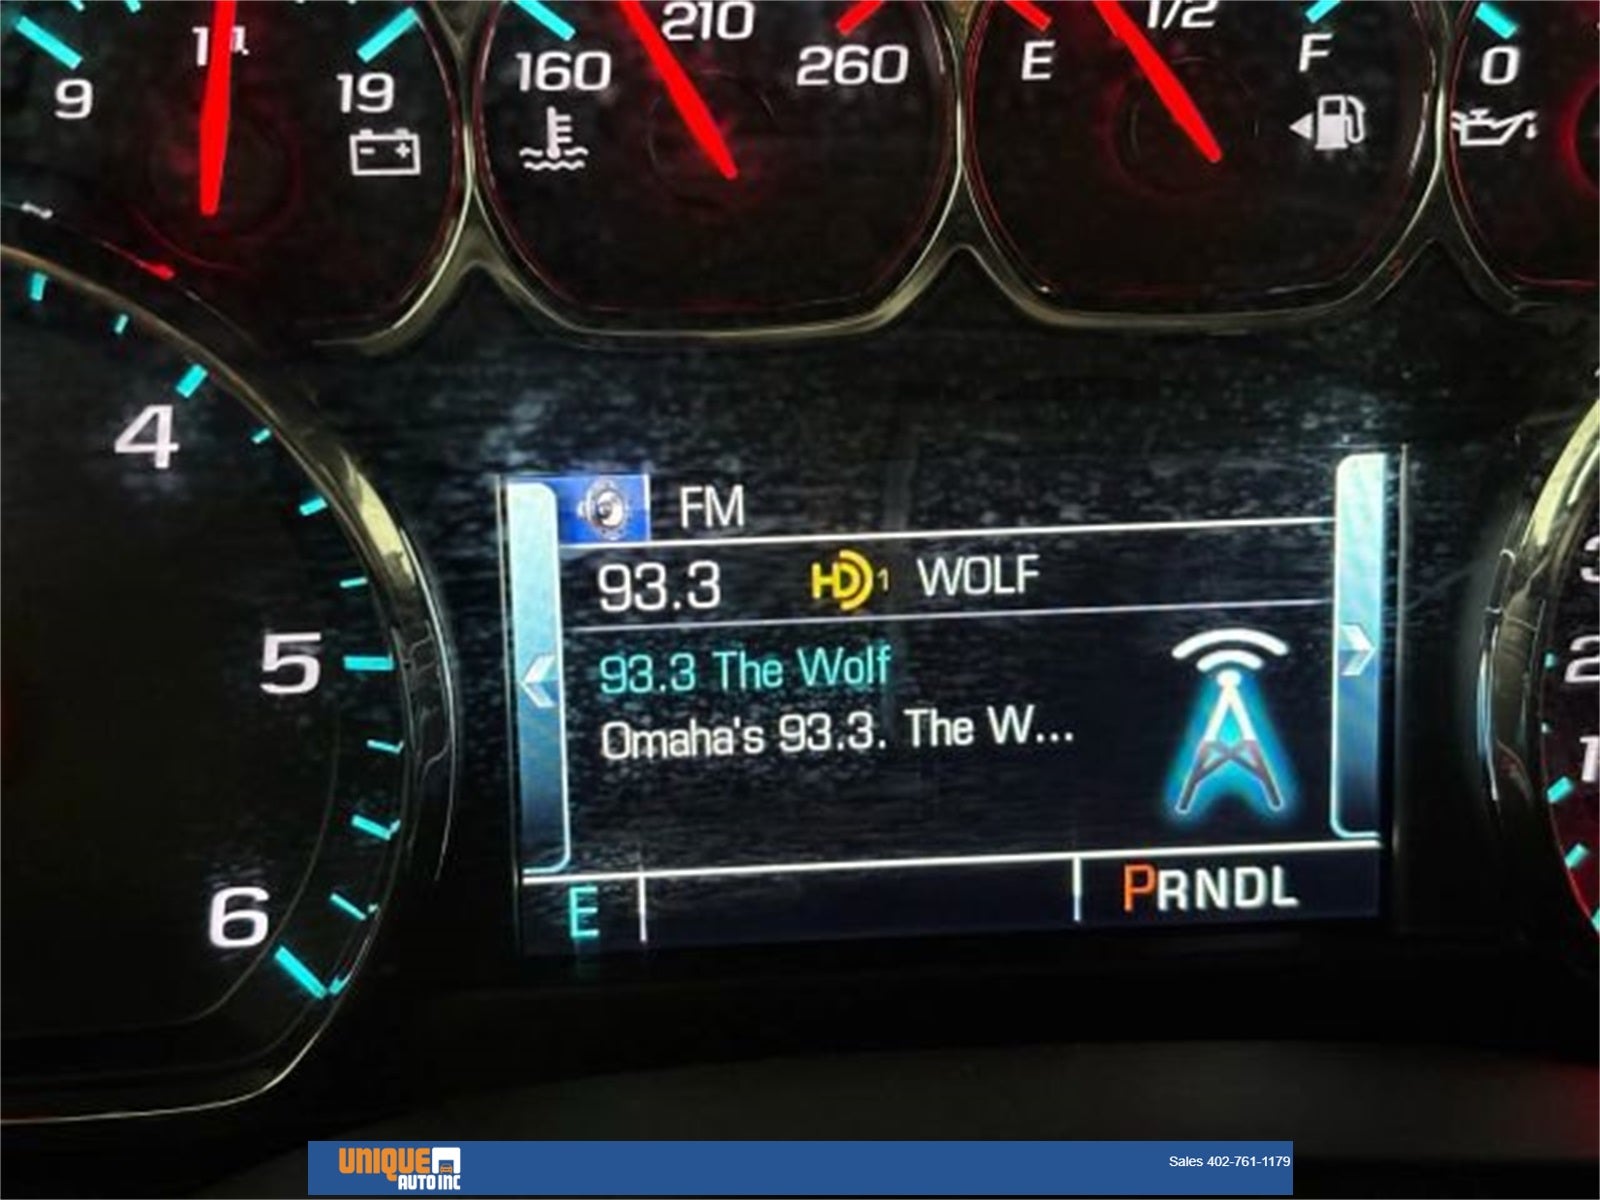 210
1/2
9
19
160
260
E
F
0
4
FM
93.3 HD 1 WOLF
5
93.3 The Wolf
Omaha's 93.3. The W...
2
6
E
PRNDL
UNIQUE
AUTO INC
Sales 402-761-1179